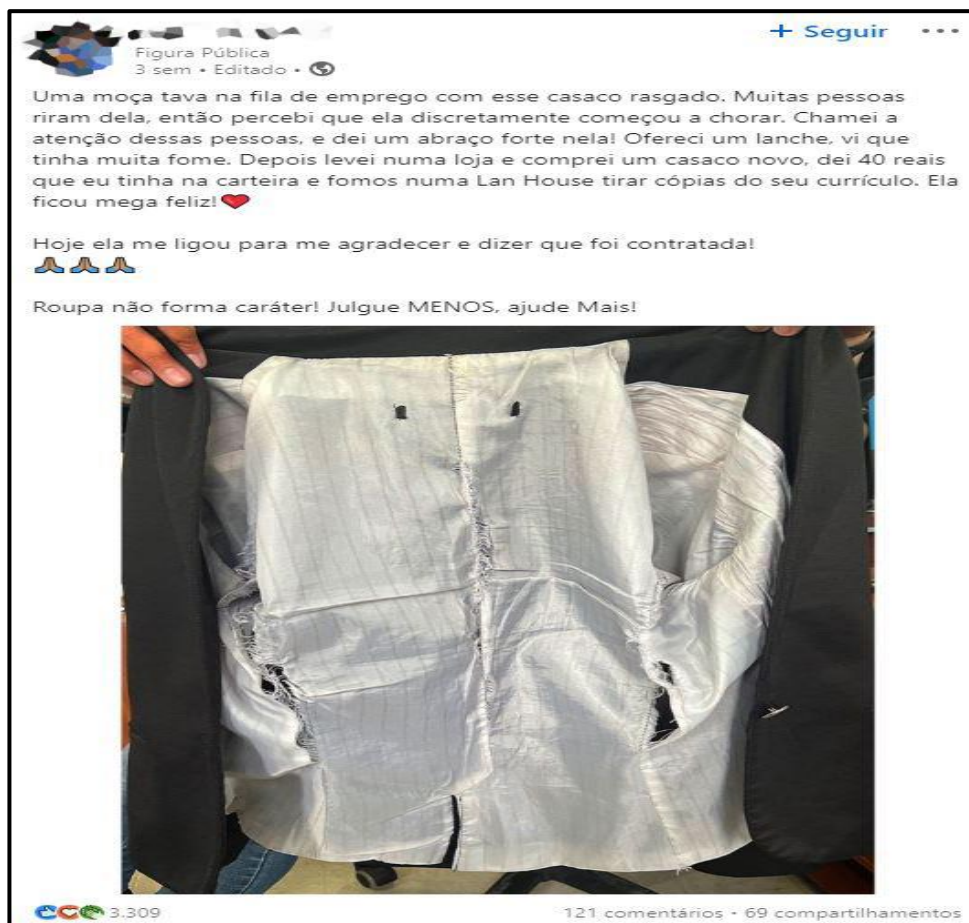 + Seguir ...
Figura Pública
3 sem • Editado •
Uma moça tava na fila de emprego com esse casaco rasgado. Muitas pessoas
riram dela, então percebi que ela discretamente começou a chorar. Chamei a
atenção dessas pessoas, e dei um abraço forte nela! Ofereci um lanche, vi que
tinha muita fome. Depois levei numa loja e comprei um casaco novo, dei 40 reais
que eu tinha na carteira e fomos numa Lan House tirar cópias do seu currículo. Ela
ficou mega feliz!❤️
Hoje ela me ligou para me agradecer e dizer que foi contratada!
🙏🙏🙏
Roupa não forma caráter! Julgue MENOS, ajude Mais!
3.309 121 comentários • 69 compartilhamentos